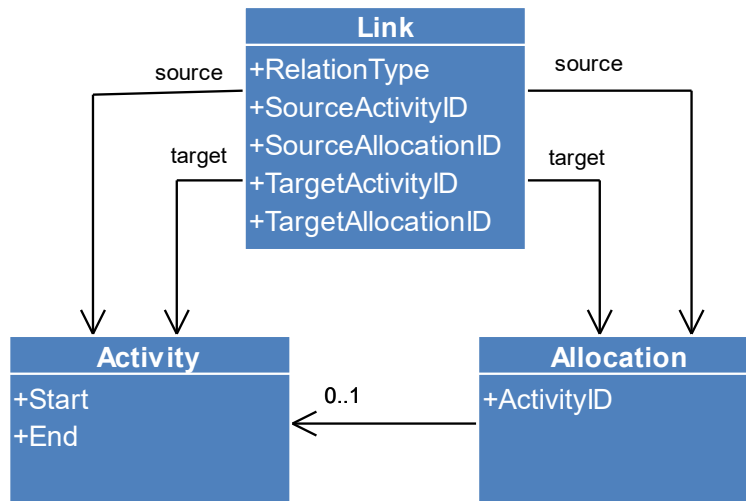 Link
source
+RelationType
source
+SourceActivityID
+SourceAllocationID
target
+TargetActivityID
target
+TargetAllocationID
Activity
Allocation
+Start
0..1
+ActivityID
+End